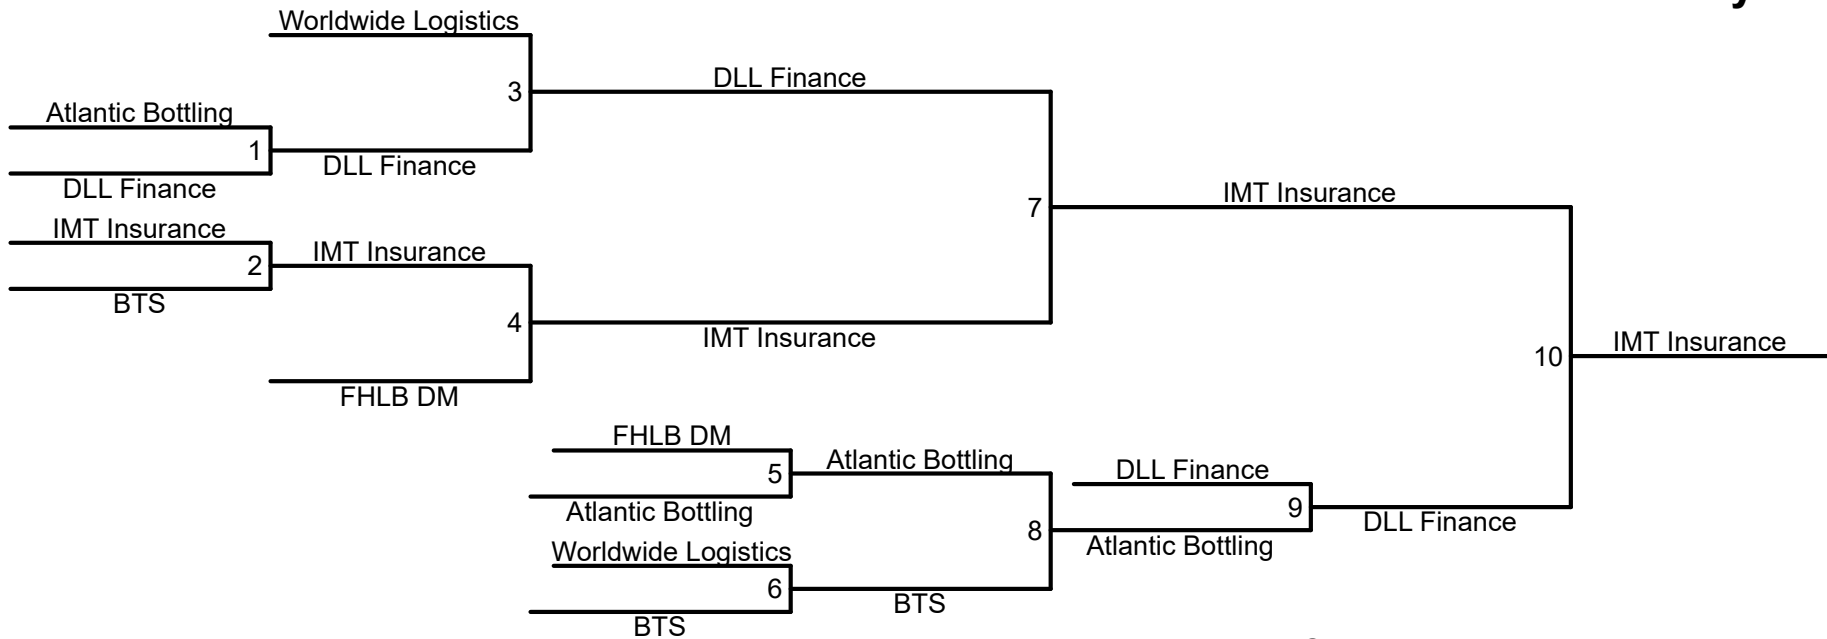 Worldwide Logistics
3
DLL Finance
Atlantic Bottling
1
DLL Finance
DLL Finance
IMT Insurance
7
IMT Insurance
IMT Insurance
2
IMT Insurance
BTS
4
IMT Insurance
10
IMT Insurance
FHLB DM
FHLB DM
5
Atlantic Bottling
DLL Finance
Atlantic Bottling
9
DLL Finance
8
Atlantic Bottling
Worldwide Logistics
6
BTS
BTS